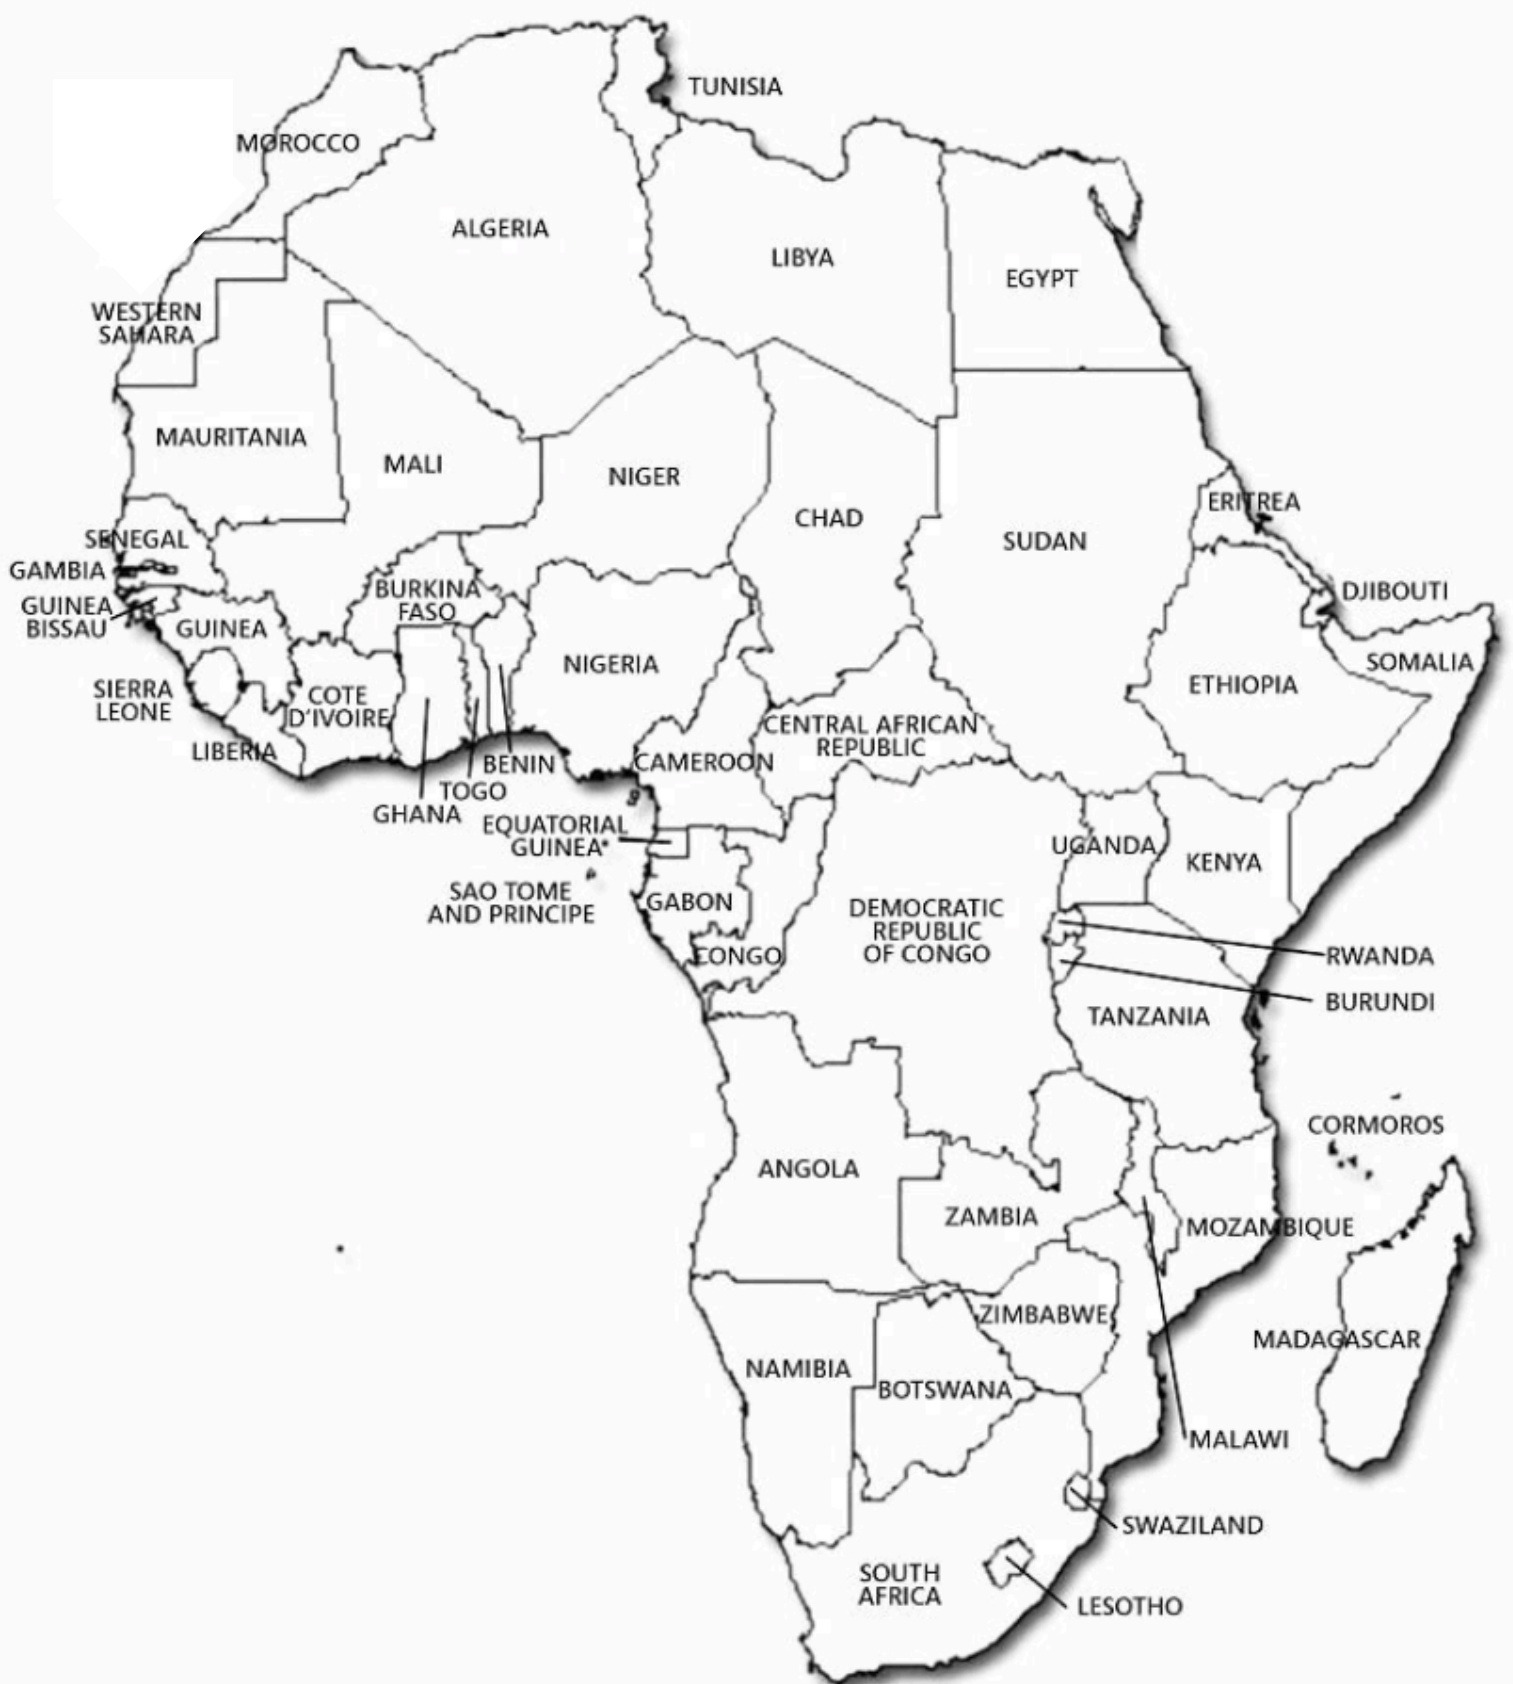 TUNISIA
MOROCCO
ALGERIA
LIBYA
EGYPT
WESTERN
SAHARA
MAURITANIA
MALI
NIGER
CHAD
SUDAN
ERITREA
SENEGAL
GAMBIA
GUINEA
BISSAU
GUINEA
BURKINA
FASO
DJIBOUTI
NIGERIA
SOMALIA
ETHIOPIA
SIERRA
LEONE
COTE
D'IVOIRE
LIBERIA
CENTRAL AFRICAN
REPUBLIC
CAMEROON
BENIN
TOGO
GHANA
EQUATORIAL
GUINEA*
UGANDA
KENYA
SAO TOME
AND PRINCIPE
GABON
CONGO
DEMOCRATIC
REPUBLIC
OF CONGO
RWANDA
BURUNDI
TANZANIA
CORMOROS
ANGOLA
ZAMBIA
MOZAMBIQUE
ZIMBABWE
MADAGASCAR
NAMIBIA
BOTSWANA
MALAWI
SWAZILAND
SOUTH
AFRICA
LESOTHO